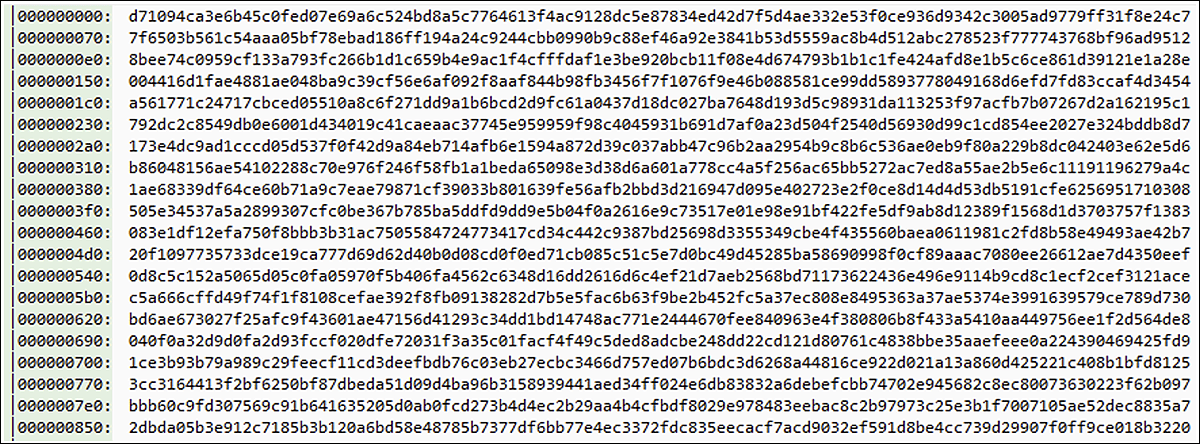 000000000: d71094ca3e6b45c0fed07e69a6c524bd8a5c7764613f4ac9128dc5e87834ed42d7f5d4ae332e53f0ce936d9342c3005ad9779ff31f8e24c7
000000070: 7f6503b561c54aaa05bf78ebad186ff194a24c9244cbb0990b9c88ef46a92e3841b53d5559ac8b4d512abc278523f777743768bf96ad9512
0000000e0: 8bee74c0959cf133a793fc266b1d1c659b4e9ac1f4cfffdaf1e3be920bcb11f08e4d674793b1b1c1fe424afd8e1b5c6ce861d39121e1a28e
000000150: 004416d1fae4881ae048ba9c39cf56e6af092f8aaf844b98fb3456f7f1076f9e46b088581ce99dd5893778049168d6efd7fd83ccaf4d3454
0000001c0: a561771c24717cbced05510a8c6f271dd9a1b6bcd2d9fc61a0437d18dc027ba7648d193d5c98931da113253f97acfb7b07267d2a162195c1
000000230: 792dc2c8549db0e6001d434019c41caeaac37745e959959f98c4045931b691d7af0a23d504f2540d56930d99c1cd854ee2027e324bddb8d7
0000002a0: 173e4dc9ad1cccd05d537f0f42d9a84eb714afb6e1594a872d39c037abb47c96b2aa2954b9c8b6c536ae0eb9f80a229b8dc042403e62e5d6
000000310: b86048156ae54102288c70e976f246f58fb1a1beda65098e3d38d6a601a778cc4a5f256ac65bb5272ac7ed8a55ae2b5e6c11191196279a4c
000000380: 1ae68339df64ce60b71a9c7eae79871cf39033b801639fe56afb2bbd3d216947d095e402723e2f0ce8d14d4d53db5191cfe6256951710308
0000003f0: 505e34537a5a2899307cfc0be367b785ba5ddfd9dd9e5b04f0a2616e9c73517e01e98e91bf422fe5df9ab8d12389f1568d1d3703757f1383
000000460: 083e1df12efa750f8bbb3b31ac7505584724773417cd34c442c9387bd25698d3355349cbe4f435560baea0611981c2fd8b58e49493ae42b7
0000004d0: 20f1097735733dce19ca777d69d62d40b0d08cd0f0ed71cb085c51c5e7d0bc49d45285ba58690998f0cf89aaac7080ee26612ae7d4350eef
000000540: 0d8c5c152a5065d05c0fa05970f5b406fa4562c6348d16dd2616d6c4ef21d7aeb2568bd71173622436e496e9114b9cd8c1ecf2cef3121ace
0000005b0: c5a666cffd49f74f1f8108cefae392f8fb09138282d7b5e5fac6b63f9be2b452fc5a37ec808e8495363a37ae5374e3991639579ce789d730
000000620: bd6ae673027f25afc9f43601ae47156d41293c34dd1bd14748ac771e2444670fee840963e4f380806b8f433a5410aa449756ee1f2d564de8
000000690: 040f0a32d9d0fa2d93fccf020dfe72031f3a35c01facf4f49c5ded8adcbe248dd22cd121d80761c4838bbe35aaefeee0a224390469425fd9
000000700: 1ce3b93b79a989c29feecf11cd3deefbdb76c03eb27ecbc3466d757ed07b6bdc3d6268a44816ce922d021a13a860d425221c408b1bfd8125
000000770: 3cc3164413f2bf6250bf87dbeda51d09d4ba96b3158939441aed34ff024e6db83832a6debefcbb74702e945682c8ec80073630223f62b097
0000007e0: bbb60c9fd307569c91b641635205d0ab0fcd273b4d4ec2b29aa4b4cfbdf8029e978483eebac8c2b97973c25e3b1f7007105ae52dec8835a7
000000850: 2dbda05b3e912c7185b3b120a6bd58e48785b7377df6bb77e4ec3372fdc835eecacf7acd9032ef591d8be4cc739d29907f0ff9ce018b3220